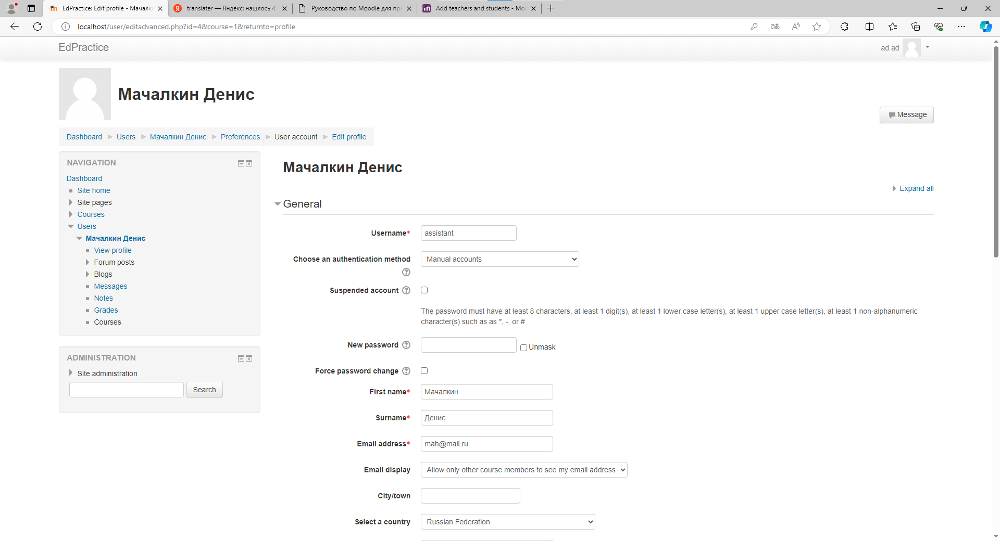 EdPractice: Edit profile - Мачалк
translater — Яндекс: нашлось 4
Руководство по Moodle для пр
Add teachers and students - Moo
localhost/user/editadvanced.php?id=4&course=1&returnto=profile
EdPractice
ad ad
Мачалкин Денис
Message
Dashboard Users Мачалкин Денис Preferences User account Edit profile
NAVIGATION
Dashboard
Site home
Site pages
Courses
Users
Мачалкин Денис
View profile
Forum posts
Blogs
Messages
Notes
Grades
Courses
ADMINISTRATION
Site administration
Search
Мачалкин Денис
Expand all
General
Username* assistant
Choose an authentication method Manual accounts
Suspended account
The password must have at least 8 characters, at least 1 digit(s), at least 1 lower case letter(s), at least 1 upper case letter(s), at least 1 non-alphanumeric
character(s) such as as *, -, or #
New password Unmask
Force password change
First name* Мачалкин
Surname* Денис
Email address* mah@mail.ru
Email display Allow only other course members to see my email address
City/town
Select a country Russian Federation